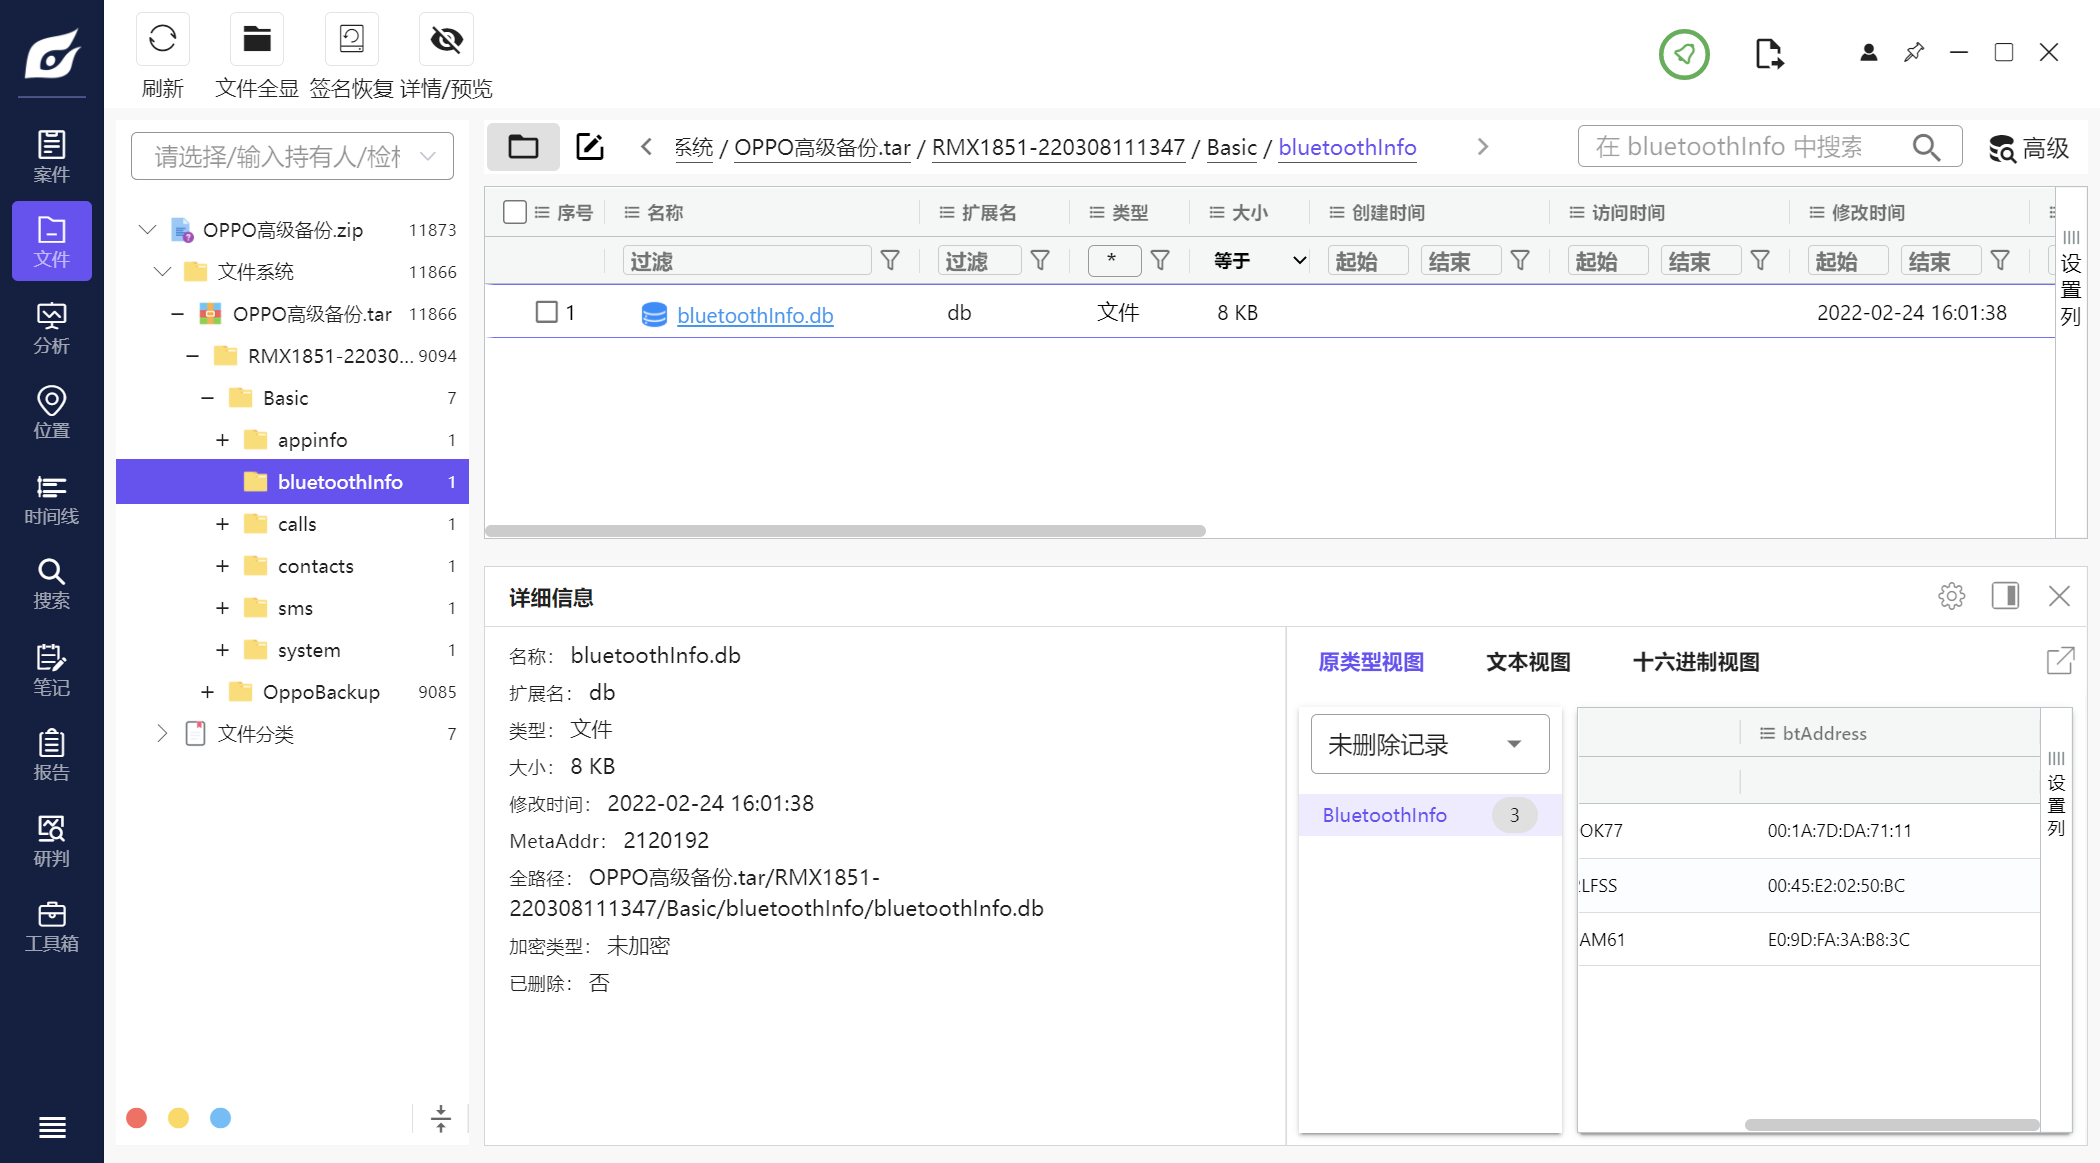 刷新
文件全显
签名恢复
详情/预览
案件
文件
分析
位置
时间线
搜索
笔记
报告
研判
工具箱
请选择/输入持有人/检
OPPO高级备份.zip 11873
文件系统 11866
OPPO高级备份.tar 11866
RMX1851-22030... 9094
Basic 7
appinfo 1
bluetoothInfo 1
calls 1
contacts 1
sms 1
system 1
OppoBackup 9085
文件分类 7
系统 / OPPO高级备份.tar / RMX1851-220308111347 / Basic / bluetoothInfo
在 bluetoothInfo 中搜索
高级
序号 名称 扩展名 类型 大小 创建时间 访问时间 修改时间
过滤 过滤 * 等于 起始 结束 起始 结束 起始 结束
1 bluetoothInfo.db db 文件 8 KB 2022-02-24 16:01:38
设置列
详细信息
名称: bluetoothInfo.db
扩展名: db
类型: 文件
大小: 8 KB
修改时间: 2022-02-24 16:01:38
MetaAddr: 2120192
全路径: OPPO高级备份.tar/RMX1851-
220308111347/Basic/bluetoothInfo/bluetoothInfo.db
加密类型: 未加密
已删除: 否
原类型视图 文本视图 十六进制视图
未删除记录
BluetoothInfo 3
btAddress
OK77 00:1A:7D:DA:71:11
LFSS 00:45:E2:02:50:BC
AM61 E0:9D:FA:3A:B8:3C
设置列